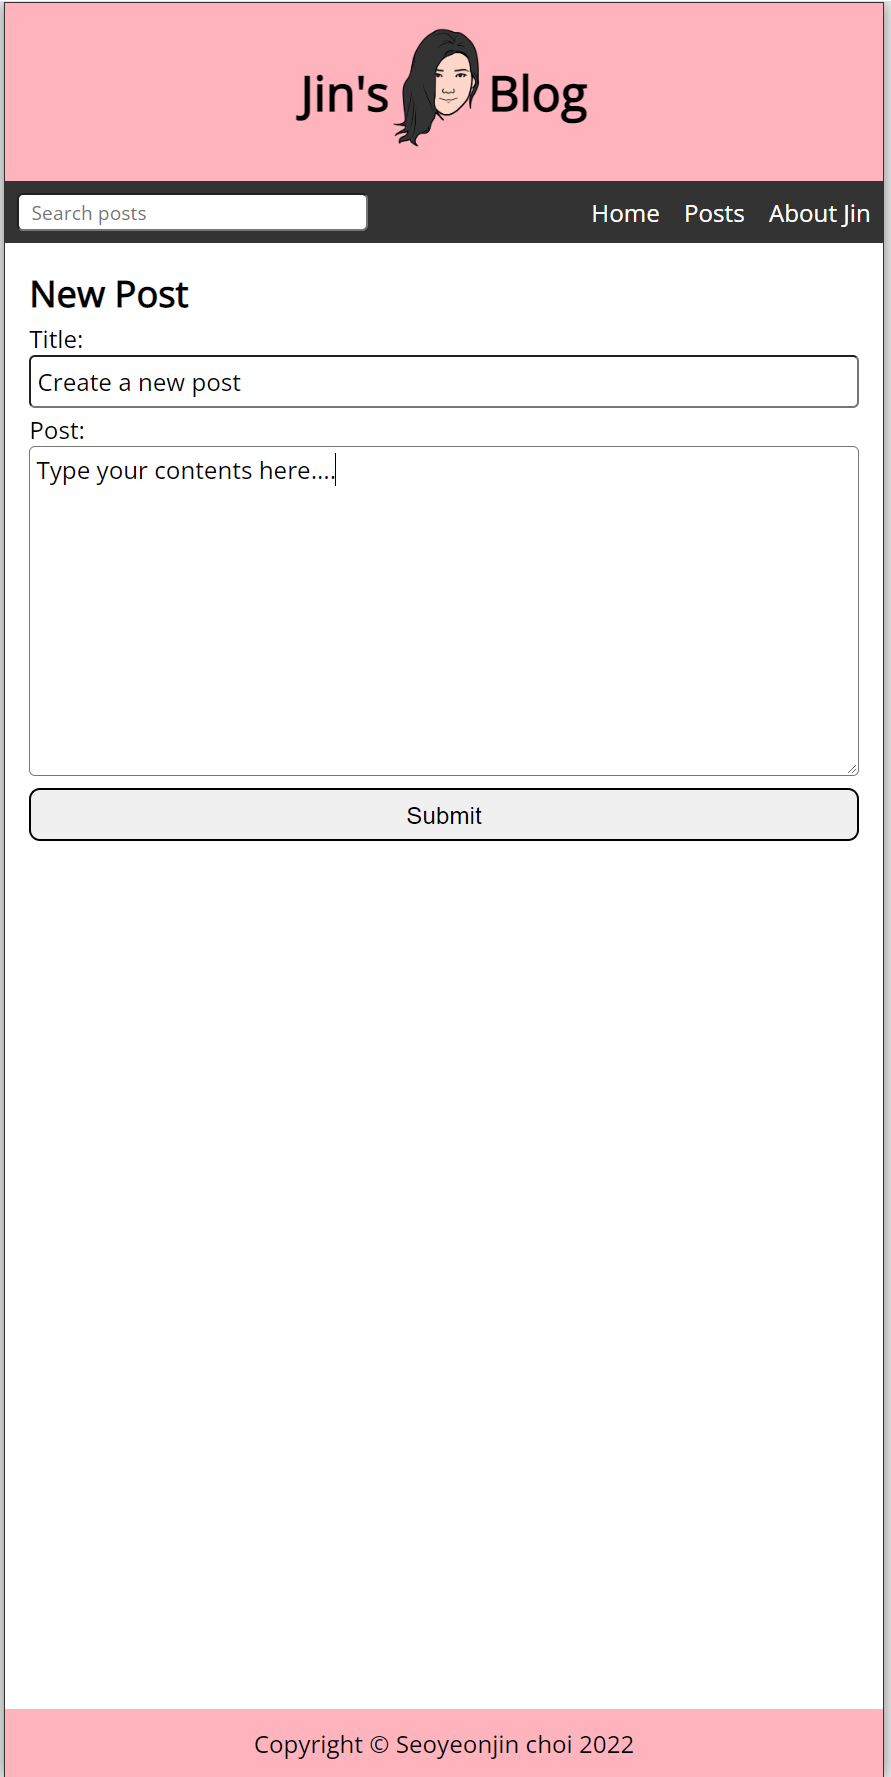 Jin's Blog
Search posts
Home Posts About Jin
New Post
Title:
Create a new post
Post:
Type your contents here....
Submit
Copyright © Seoyeonjin choi 2022